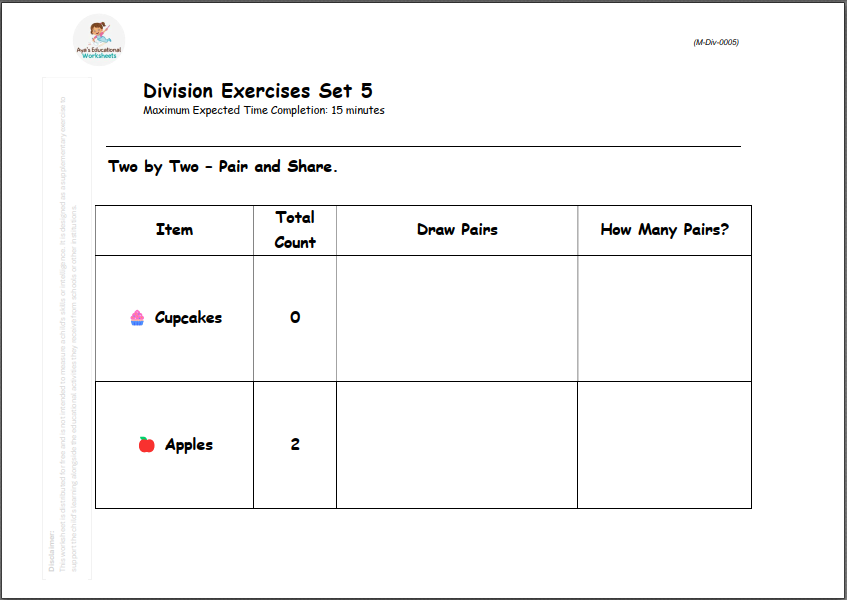 Aya's Educational
Worksheets
(M-Div-0005)
Division Exercises Set 5
Maximum Expected Time Completion: 15 minutes
Two by Two – Pair and Share.
Item
Total
Count
Draw Pairs
How Many Pairs?
Cupcakes
0
Apples
2
Disclaimer:
This worksheet is distributed for free and is not intended to measure a child's skills or intelligence. It is designed as a supplementary exercise to
support the child's learning alongside the educational activities they receive from schools or other institutions.